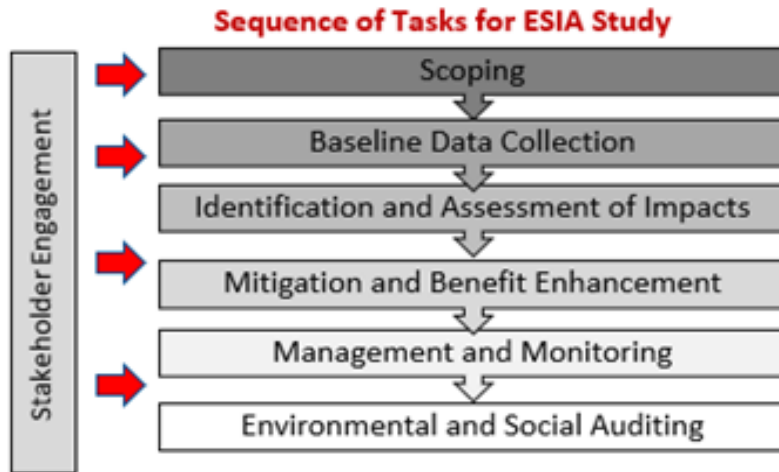 Sequence of Tasks for ESIA Study
Stakeholder Engagement
Scoping
Baseline Data Collection
Identification and Assessment of Impacts
Mitigation and Benefit Enhancement
Management and Monitoring
Environmental and Social Auditing